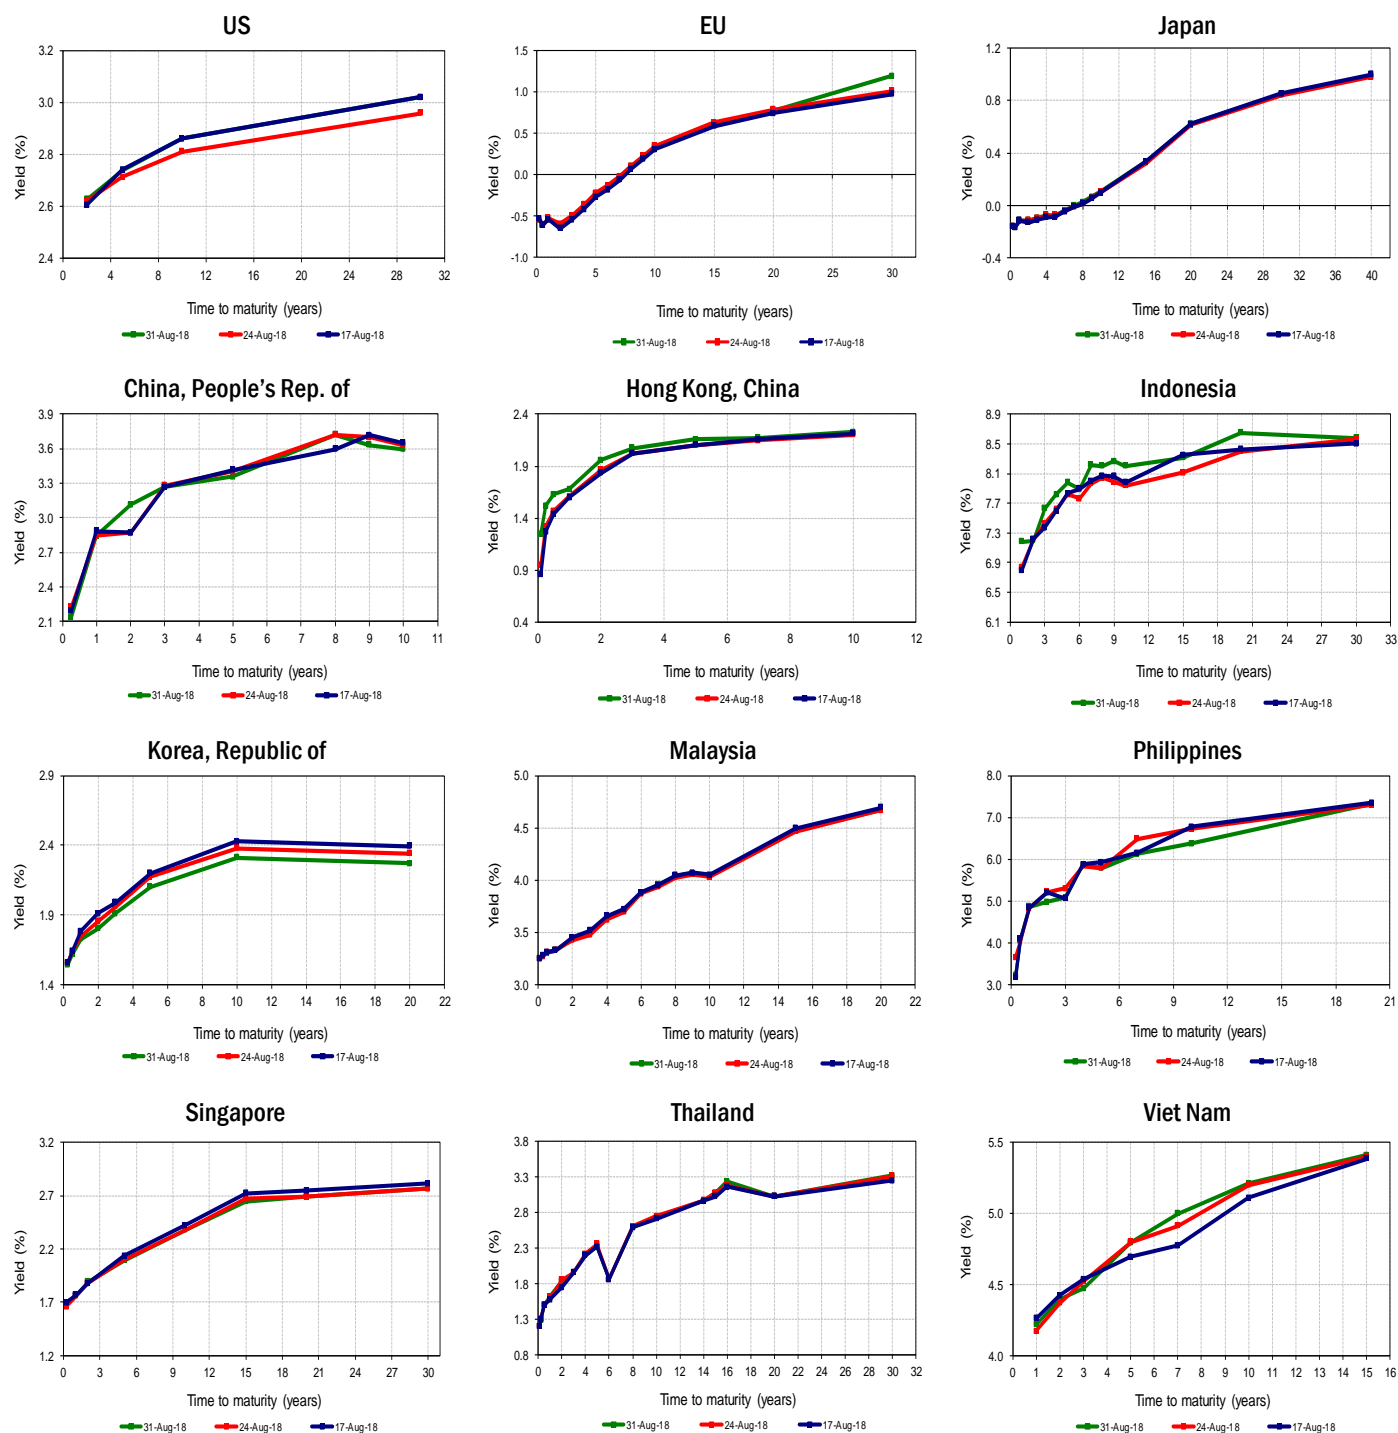 US
EU
Japan
3.2
3.0
2.8
2.6
2.4
Yield (%)
0 4 8 12 16 20 24 28 32
Time to maturity (years)
31-Aug-18 24-Aug-18 17-Aug-18
1.5
1.0
0.5
0.0
-0.5
-1.0
Yield (%)
0 5 10 15 20 25 30
Time to maturity (years)
31-Aug-18 24-Aug-18 17-Aug-18
1.2
0.8
0.4
0.0
-0.4
Yield (%)
0 4 8 12 16 20 24 28 32 36 40
Time to maturity (years)
31-Aug-18 24-Aug-18 17-Aug-18
China, People's Rep. of
Hong Kong, China
Indonesia
3.9
3.6
3.3
3.0
2.7
2.4
2.1
Yield (%)
0 1 2 3 5 6 8 9 10 11
Time to maturity (years)
31-Aug-18 24-Aug-18 17-Aug-18
2.4
1.9
1.4
0.9
0.4
Yield (%)
0 2 4 6 8 10 12
Time to maturity (years)
31-Aug-18 24-Aug-18 17-Aug-18
8.9
8.5
8.1
7.7
7.3
6.9
6.5
6.1
Yield (%)
0 3 6 9 12 15 18 21 24 27 30 33
Time to maturity (years)
31-Aug-18 24-Aug-18 17-Aug-18
Korea, Republic of
Malaysia
Philippines
2.9
2.4
1.9
1.4
Yield (%)
0 2 4 6 8 10 12 14 16 18 20 22
Time to maturity (years)
31-Aug-18 24-Aug-18 17-Aug-18
5.0
4.5
4.0
3.5
3.0
Yield (%)
0 2 4 6 8 10 12 14 16 18 20 22
Time to maturity (years)
31-Aug-18 24-Aug-18 17-Aug-18
8.0
7.0
6.0
5.0
4.0
3.0
Yield (%)
0 3 6 9 12 15 18 21
Time to maturity (years)
31-Aug-18 24-Aug-18 17-Aug-18
Singapore
Thailand
Viet Nam
3.2
2.7
2.2
1.7
1.2
Yield (%)
0 3 6 9 12 15 18 21 24 27 30
Time to maturity (years)
31-Aug-18 24-Aug-18 17-Aug-18
3.8
3.3
2.8
2.3
1.8
1.3
0.8
Yield (%)
0 2 4 6 8 10 12 14 16 18 20 22 24 26 28 30 32
Time to maturity (years)
31-Aug-18 24-Aug-18 17-Aug-18
5.5
5.0
4.5
4.0
Yield (%)
0 1 2 3 4 5 6 7 8 10 11 12 13 14 15 16
Time to maturity (years)
31-Aug-18 24-Aug-18 17-Aug-18